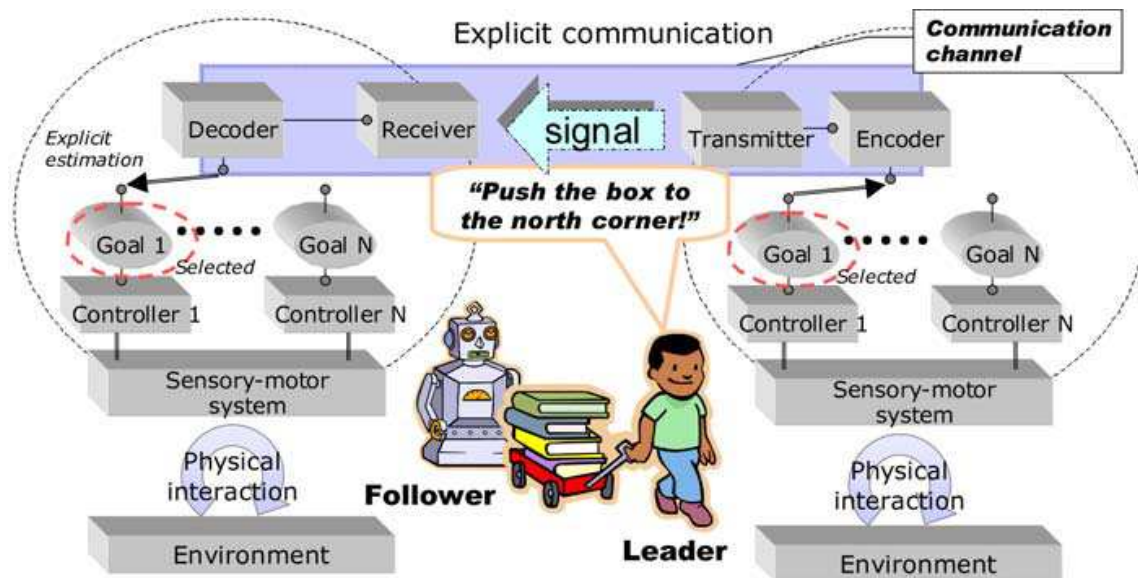 Explicit communication
Communication
channel
Decoder
Receiver
signal
Transmitter
Encoder
Explicit
estimation
"Push the box to
the north corner!"
Goal 1
Goal N
Selected
Controller 1
Controller N
Sensory-motor
system
Physical
interaction
Environment
Follower
Leader
Goal 1
Goal N
Selected
Controller 1
Controller N
Sensory-motor
system
Physical
interaction
Environment